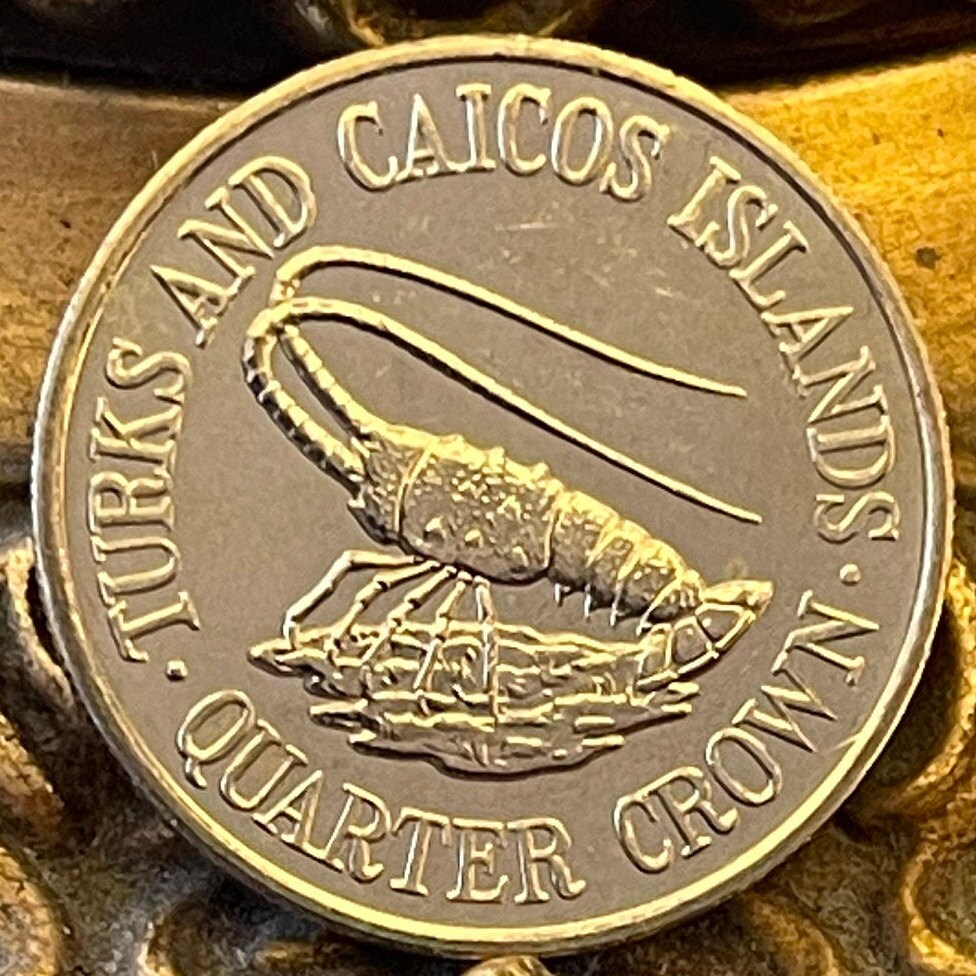 TURKS AND CAICOS ISLANDS
· QUARTER CROWN ·